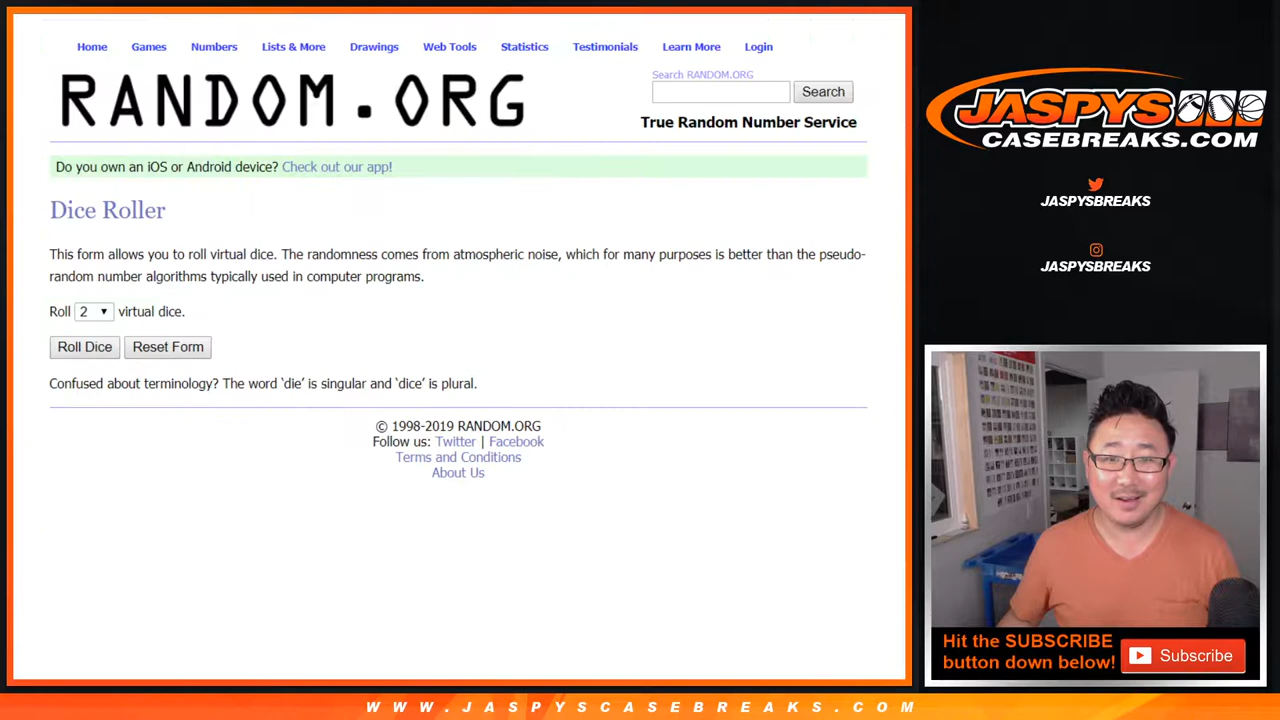 Home Games Numbers Lists & More Drawings Web Tools Statistics Testimonials Learn More Login
RANDOM.ORG
Search RANDOM.ORG
Search
True Random Number Service
Do you own an iOS or Android device? Check out our app!
Dice Roller
This form allows you to roll virtual dice. The randomness comes from atmospheric noise, which for many purposes is better than the pseudo-
random number algorithms typically used in computer programs.
Roll 2 virtual dice.
Roll Dice Reset Form
Confused about terminology? The word ‘die’ is singular and ‘dice’ is plural.
© 1998-2019 RANDOM.ORG
Follow us: Twitter | Facebook
Terms and Conditions
About Us
JASPYS
CASEBREAKS.COM
JASPYSBREAKS
JASPYSBREAKS
Hit the SUBSCRIBE
button down below!
Subscribe
WWW.JASPYSCASEBREAKS.COM